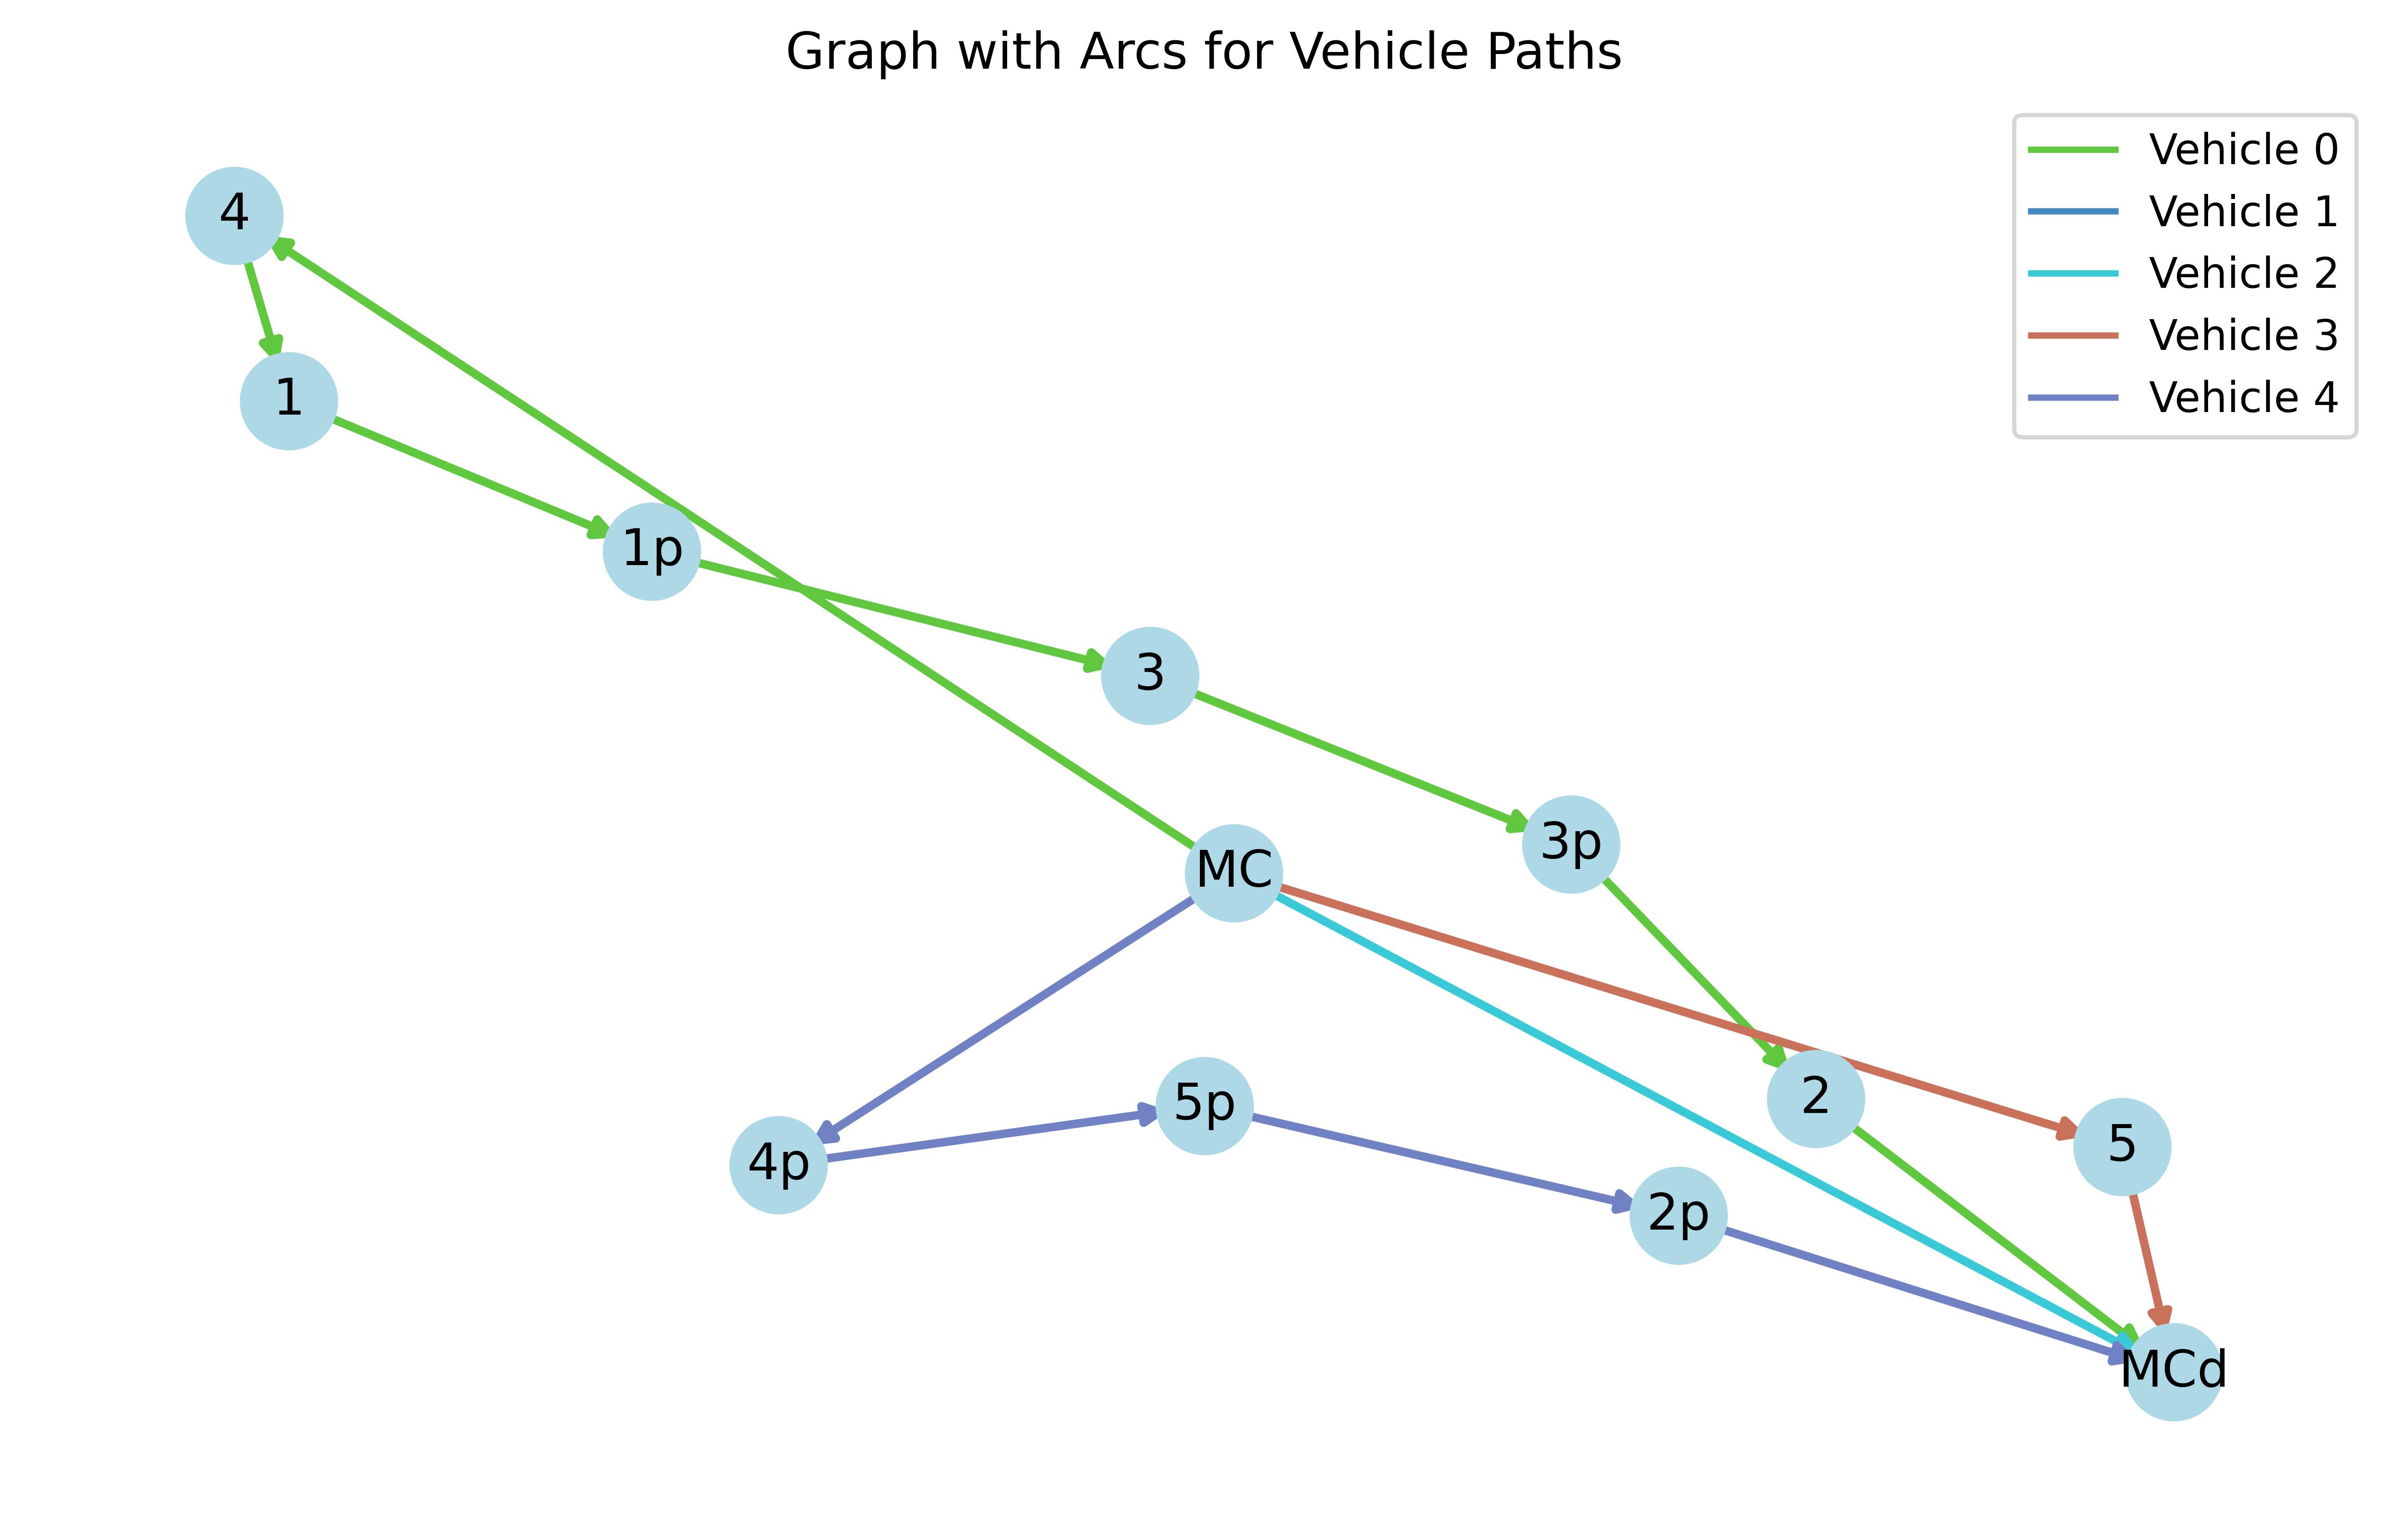 Graph with Arcs for Vehicle Paths
Vehicle 0
Vehicle 1
Vehicle 2
Vehicle 3
Vehicle 4
4
1
1p
3
3p
MC
2
5p
5
4p
2p
MCd